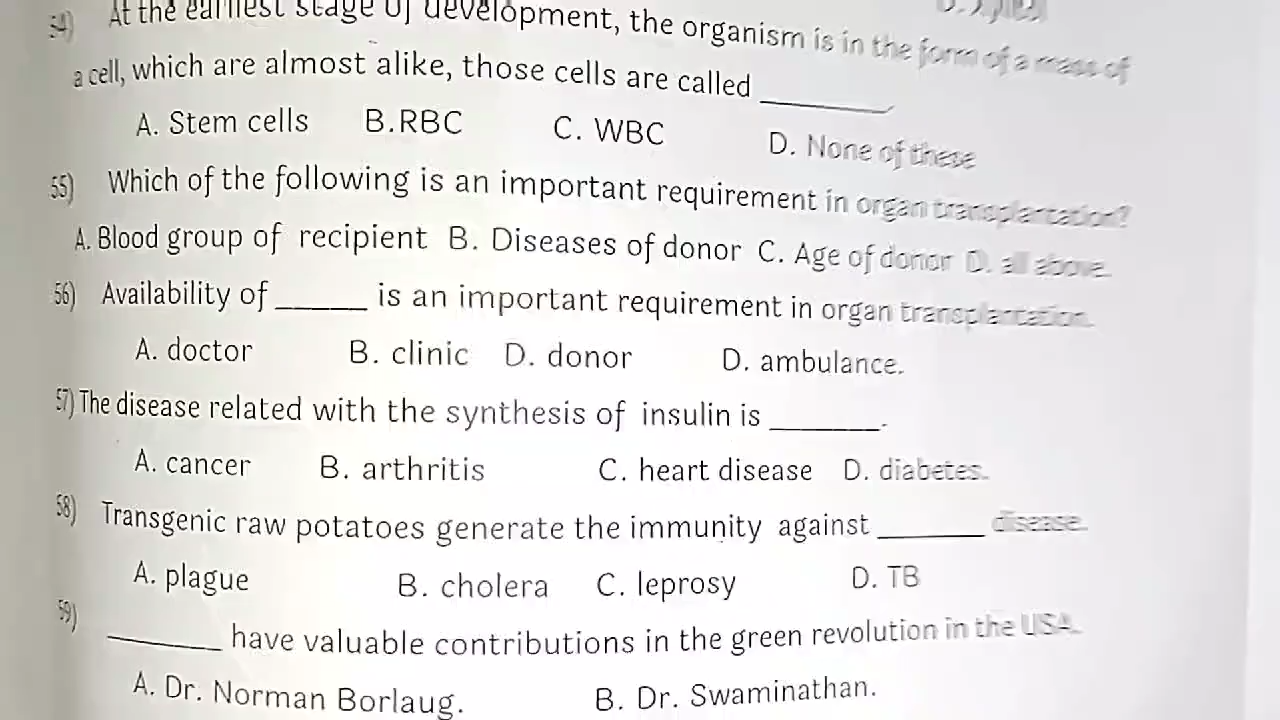 54) At the earliest stage of development, the organism is in the form of a mass of
a cell, which are almost alike, those cells are called ________.
A. Stem cells B.RBC C. WBC D. None of these
55) Which of the following is an important requirement in organ transplantation?
A. Blood group of recipient B. Diseases of donor C. Age of donor D. all above.
56) Availability of ______ is an important requirement in organ transplantation.
A. doctor B. clinic D. donor D. ambulance.
57) The disease related with the synthesis of insulin is _______.
A. cancer B. arthritis C. heart disease D. diabetes.
58) Transgenic raw potatoes generate the immunity against _______ disease.
A. plague B. cholera C. leprosy D. TB
59) _______ have valuable contributions in the green revolution in the USA.
A. Dr. Norman Borlaug. B. Dr. Swaminathan.